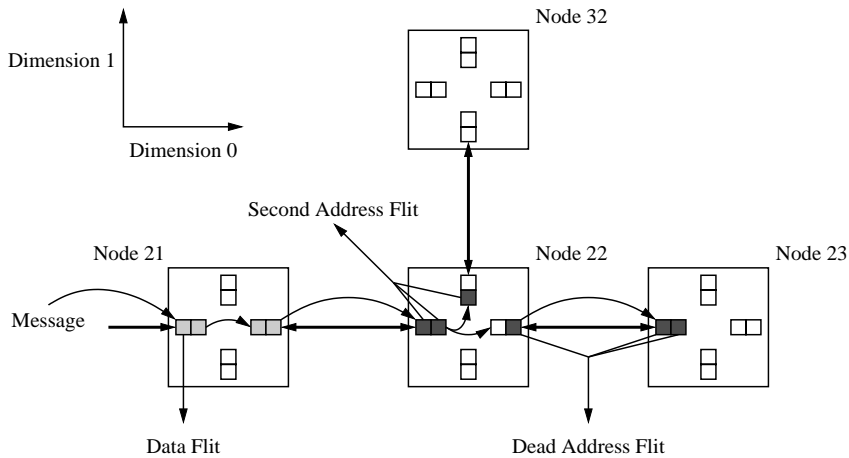 Node 32
Dimension 1
Dimension 0
Second Address Flit
Node 21
Node 22
Node 23
Message
Data Flit
Dead Address Flit